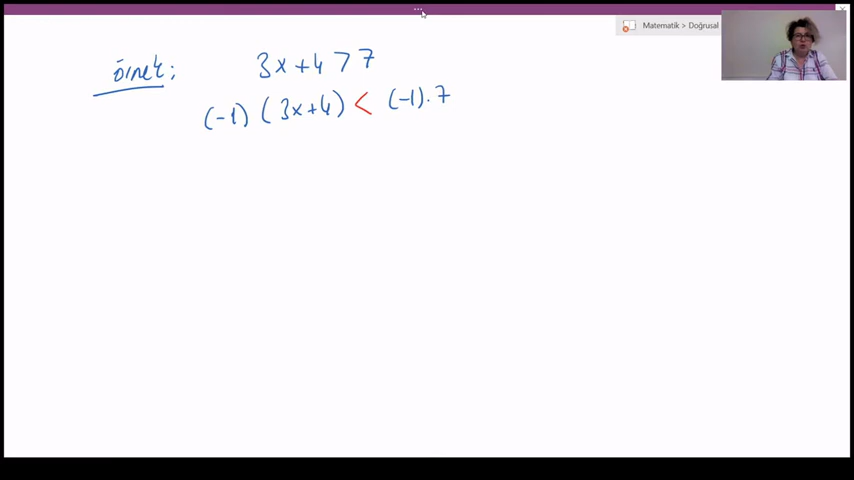 Matematik > Doğrusal
örnek; 3x+4 > 7
(-1) (3x+4) < (-1).7